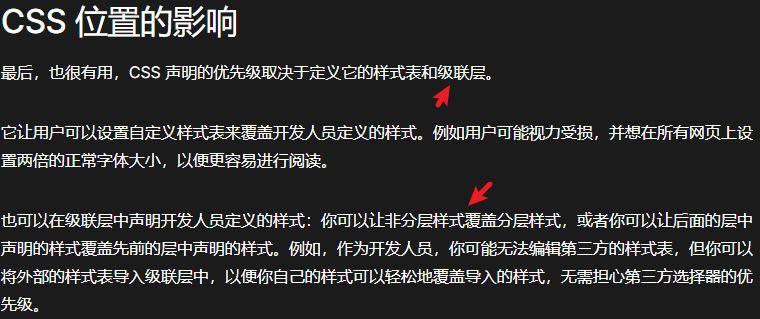 CSS 位置的影响
最后，也很有用，CSS 声明的优先级取决于定义它的样式表和级联层。
它让用户可以设置自定义样式表来覆盖开发人员定义的样式。例如用户可能视力受损，并想在所有网页上设
置两倍的正常字体大小，以便更容易进行阅读。
也可以在级联层中声明开发人员定义的样式：你可以让非分层样式覆盖分层样式，或者你可以让后面的层中
声明的样式覆盖先前的层中声明的样式。例如，作为开发人员，你可能无法编辑第三方的样式表，但你可以
将外部的样式表导入级联层中，以便你自己的样式可以轻松地覆盖导入的样式，无需担心第三方选择器的优
先级。